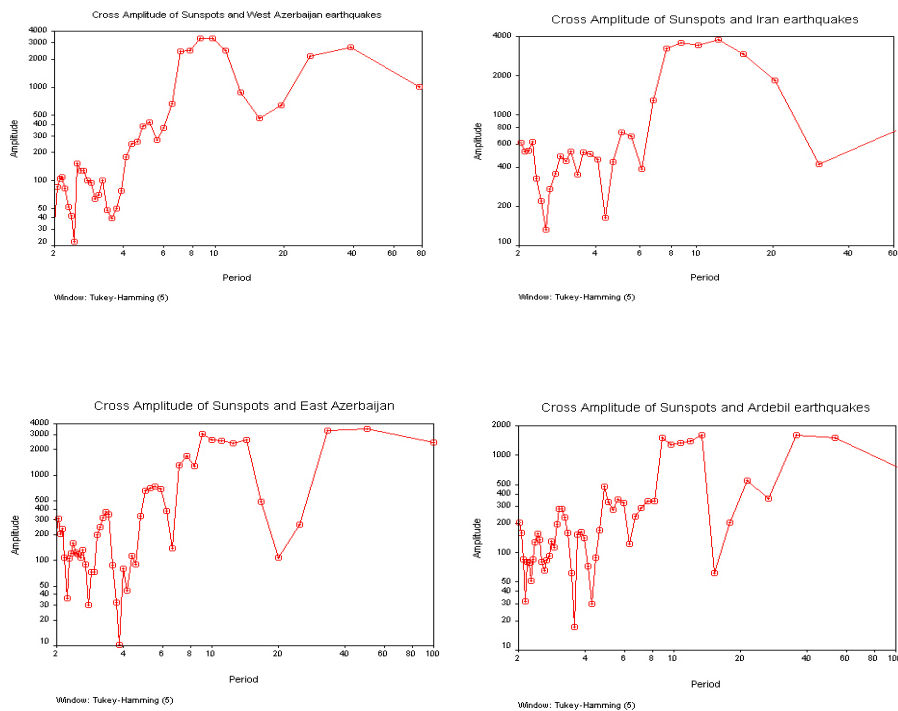 Cross Amplitude of Sunspots and West Azerbaijan earthquakes
4000
3000
2000
1000
500
400
300
200
100
50
40
30
20
Amplitude
2 4 6 8 10 20 40 60 80
Period
Window: Tukey-Hamming (5)
Cross Amplitude of Sunspots and Iran earthquakes
4000
2000
1000
800
600
400
200
100
Amplitude
2 4 6 8 10 20 40 60
Period
Window: Tukey-Hamming (5)
Cross Amplitude of Sunspots and East Azerbaijan
4000
3000
2000
1000
500
400
300
200
100
50
40
30
20
10
Amplitude
2 4 6 8 10 20 40 60 100
Period
Window: Tukey-Hamming (5)
Cross Amplitude of Sunspots and Ardebil earthquakes
2000
1000
500
400
300
200
100
50
40
30
20
10
Amplitude
2 4 6 8 10 20 40 60 100
Period
Window: Tukey-Hamming (5)